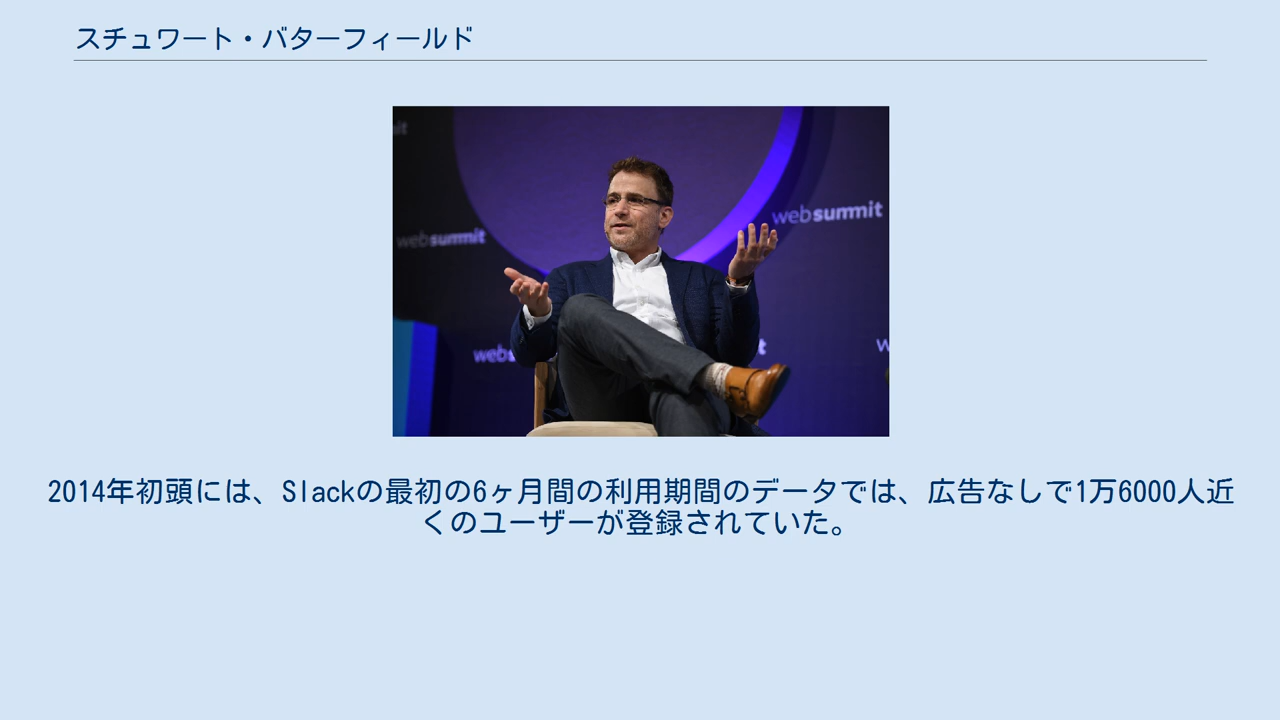 スチュワート・バターフィールド
websummit
websummit
2014年初頭には、Slackの最初の6ヶ月間の利用期間のデータでは、広告なしで1万6000人近
くのユーザーが登録されていた。